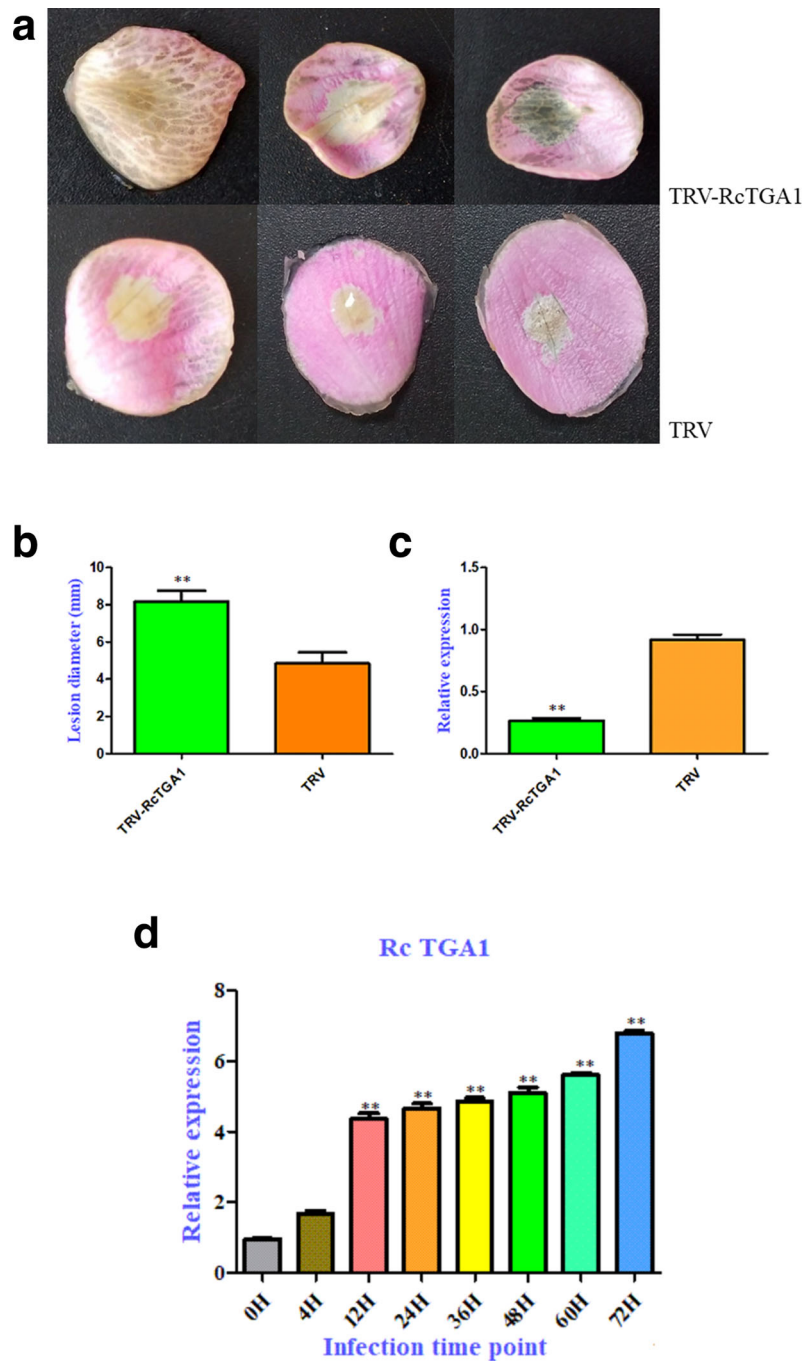 a
TRV-RcTGA1
TRV
b
c
10
8
6
4
2
0
Lesion diameter (mm)
**
TRV-RcTGA1
TRV
1.5
1.0
0.5
0.0
Relative expression
**
TRV-RcTGA1
TRV
d
Rc TGA1
8
6
4
2
0
Relative expression
** ** ** ** ** **
0H 4H 12H 24H 36H 48H 60H 72H
Infection time point